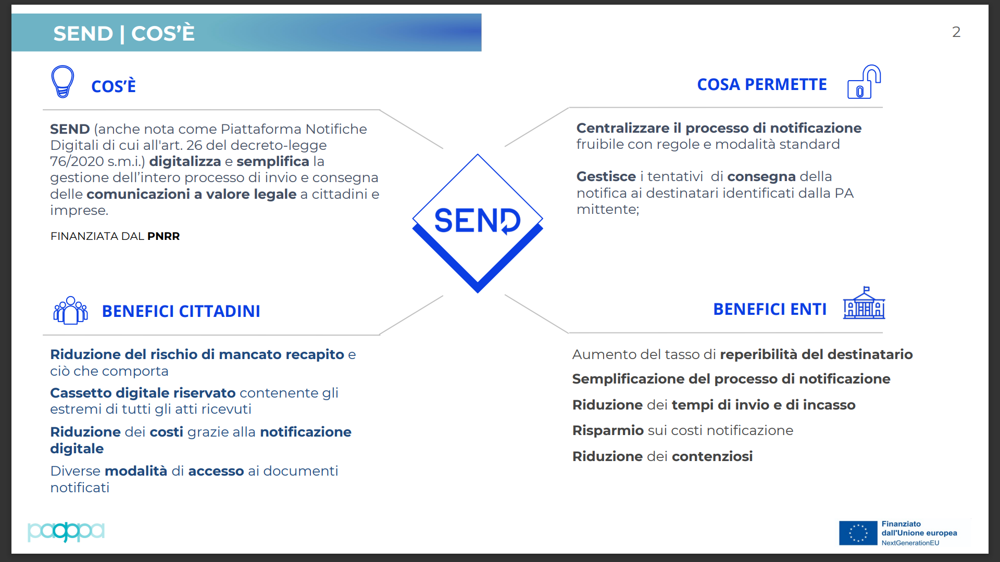 SEND | COS’È
2
COS’È
SEND (anche nota come Piattaforma Notifiche
Digitali di cui all'art. 26 del decreto-legge
76/2020 s.m.i.) digitalizza e semplifica la
gestione dell’intero processo di invio e consegna
delle comunicazioni a valore legale a cittadini e
imprese.
FINANZIATA DAL PNRR
COSA PERMETTE
Centralizzare il processo di notificazione
fruibile con regole e modalità standard
Gestisce i tentativi  di consegna della
notifica ai destinatari identificati dalla PA
mittente;
SEND
BENEFICI CITTADINI
Riduzione del rischio di mancato recapito e
ciò che comporta
Cassetto digitale riservato contenente gli
estremi di tutti gli atti ricevuti
Riduzione dei costi grazie alla notificazione
digitale
Diverse modalità di accesso ai documenti
notificati
BENEFICI ENTI
Aumento del tasso di reperibilità del destinatario
Semplificazione del processo di notificazione
Riduzione dei tempi di invio e di incasso
Risparmio sui costi notificazione
Riduzione dei contenziosi
paqppa
Finanziato
dall'Unione europea
NextGenerationEU